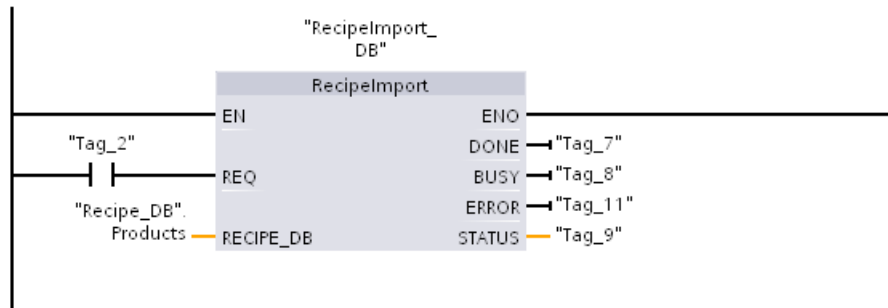 "RecipeImport_
DB"
RecipeImport
EN
ENO
"Tag_2"
DONE
"Tag_7"
REQ
BUSY
"Tag_8"
"Recipe_DB".
ERROR
"Tag_11"
Products
RECIPE_DB
STATUS
"Tag_9"